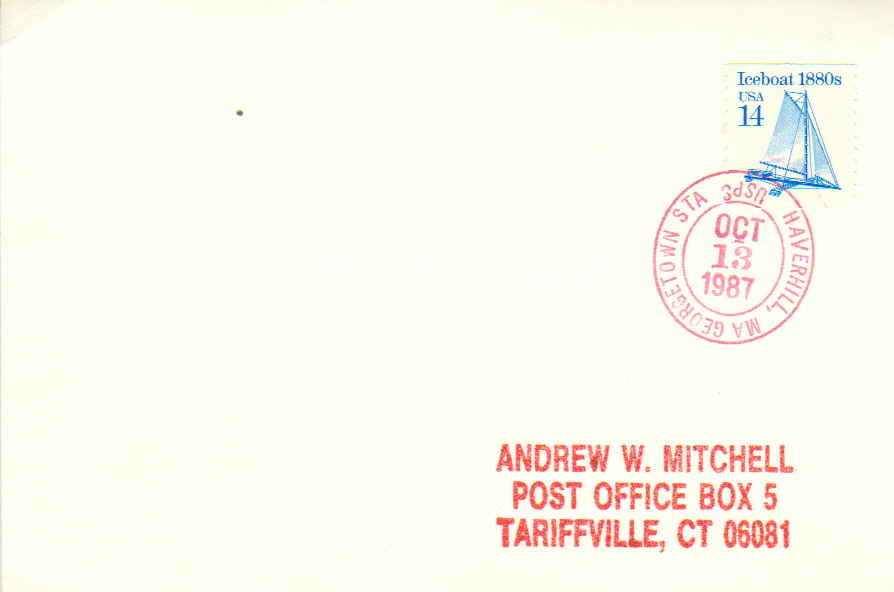 Iceboat 1880s
USA
14
USPS HAVERHILL, MA GEORGETOWN STA
OCT
13
1987
ANDREW W. MITCHELL
POST OFFICE BOX 5
TARIFFVILLE, CT 06081